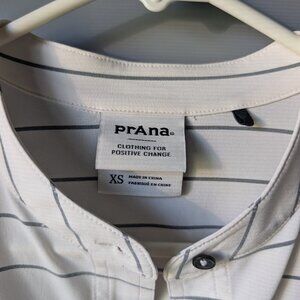 prAna
CLOTHING FOR
POSITIVE CHANGE
XS
MADE IN CHINA
FABRIQUÉ EN CHINE